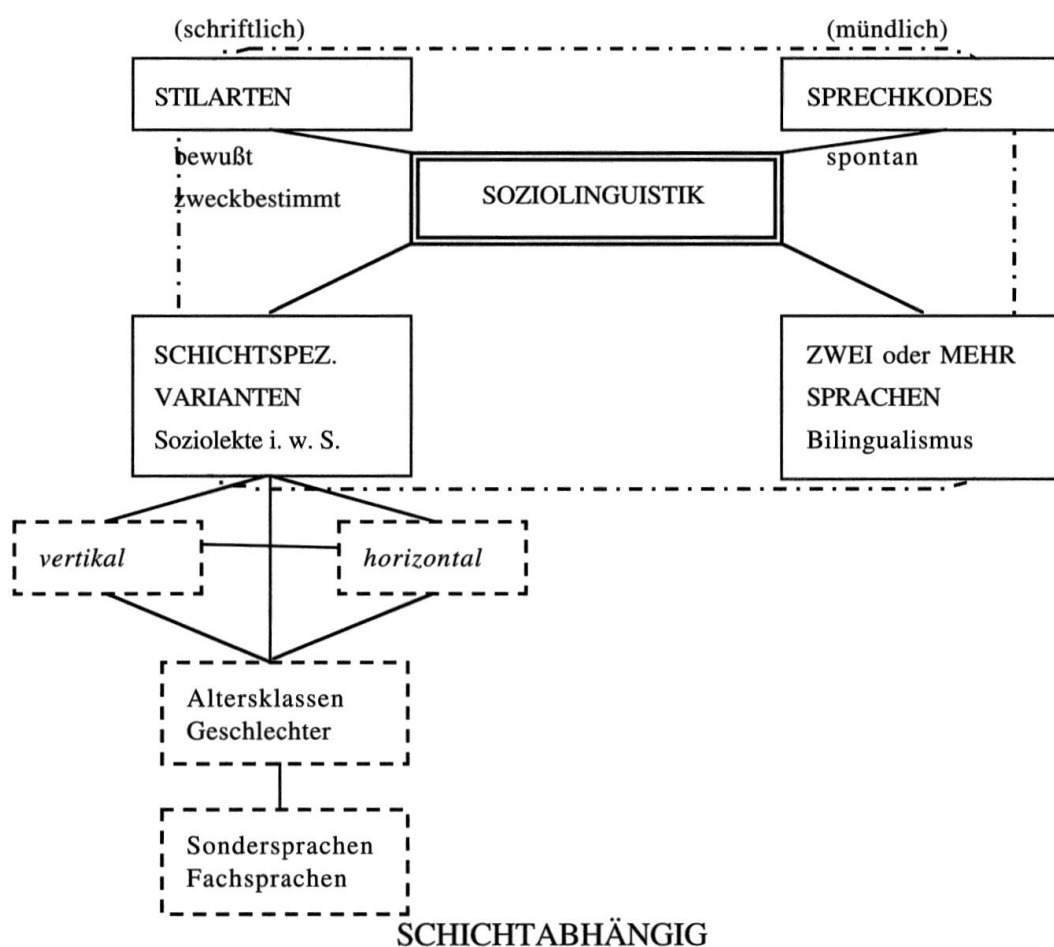 (schriftlich)
(mündlich)
STILARTEN
SPRECHKODES
bewußt
zweckbestimmt
spontan
SOZIOLINGUISTIK
SCHICHTSPEZ.
VARIANTEN
Soziolekte i. w. S.
ZWEI oder MEHR
SPRACHEN
Bilingualismus
vertikal
horizontal
Altersklassen
Geschlechter
Sondersprachen
Fachsprachen
SCHICHTABHÄNGIG